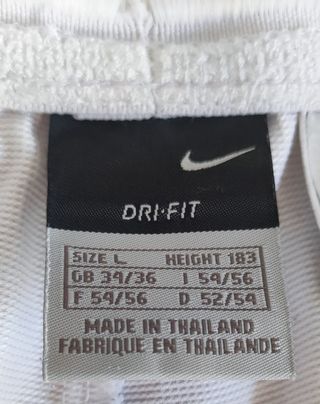 DRI-FIT
SIZE L HEIGHT 183
GB 34/36 I 54/56
F 54/56 D 52/54
MADE IN THAILAND
FABRIQUE EN THAILANDE